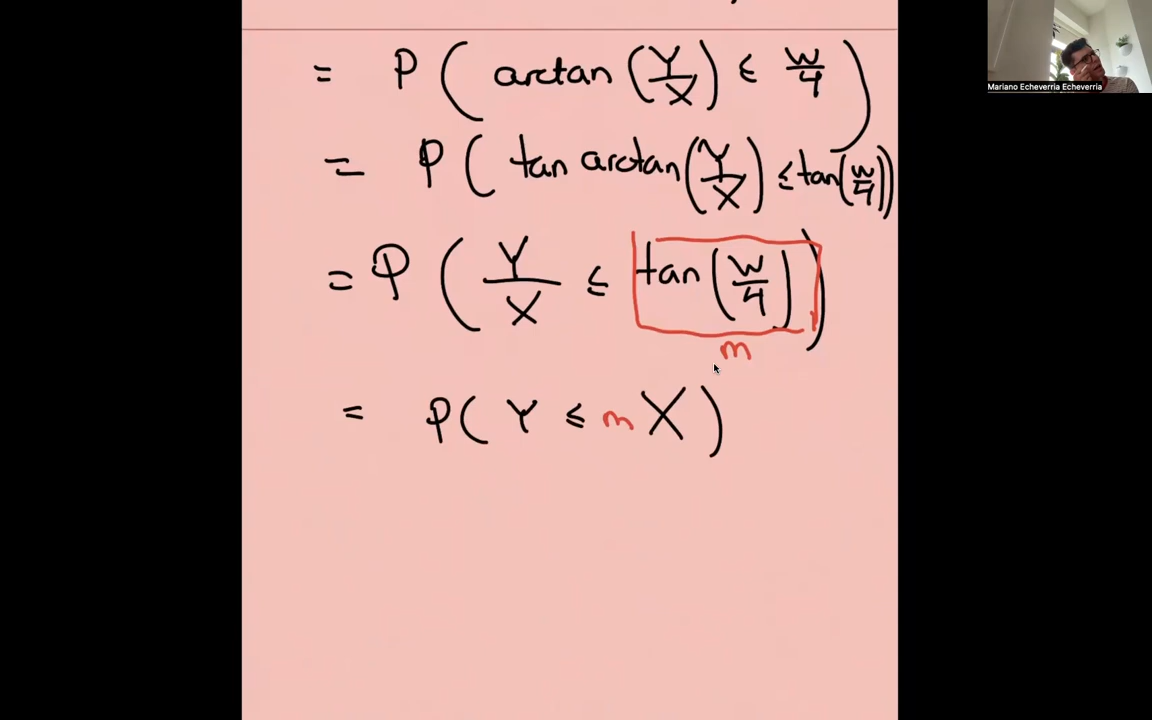 = P ( arctan (Y/X) ≤ w/4 )
Mariano Echeverria Echeverria
= P ( tan arctan (Y/X) ≤ tan (w/4) )
= P ( Y/X ≤ tan (w/4) )
m
= P( Y ≤ m X )